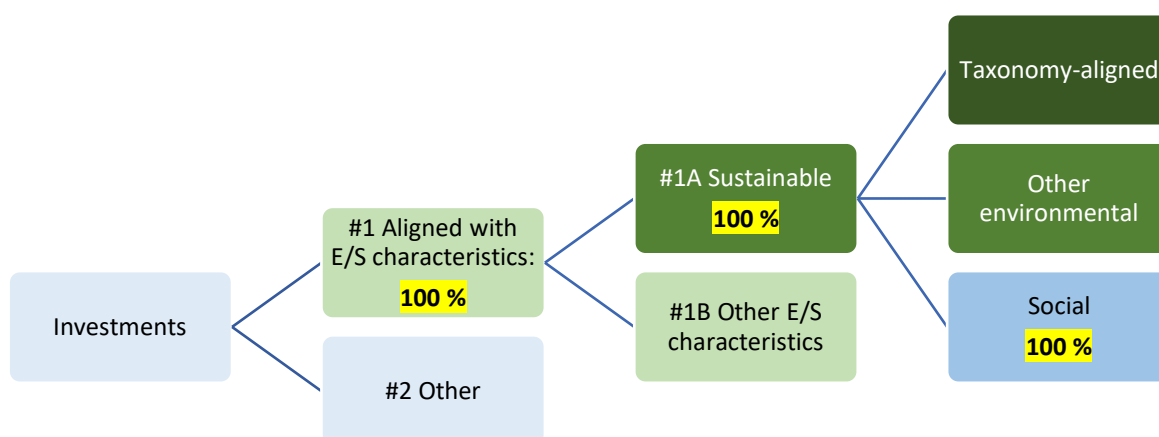 Investments
#1 Aligned with
E/S characteristics:
100 %
#2 Other
#1A Sustainable
100 %
#1B Other E/S
characteristics
Taxonomy-aligned
Other
environmental
Social
100 %